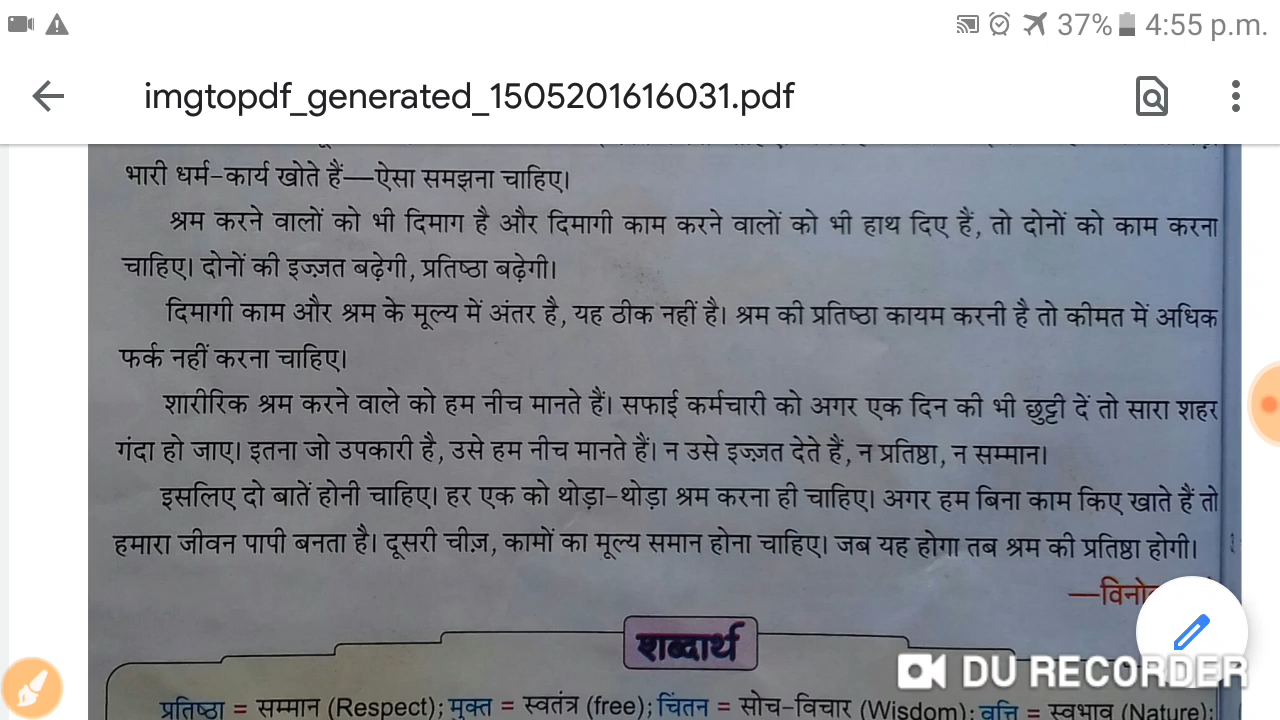 37% 4:55 p.m.
imgtopdf_generated_1505201616031.pdf
भारी धर्म-कार्य खोते हैं—ऐसा समझना चाहिए।
श्रम करने वालों को भी दिमाग है और दिमागी काम करने वालों को भी हाथ दिए हैं, तो दोनों को काम करना
चाहिए। दोनों की इज़्ज़त बढ़ेगी, प्रतिष्ठा बढ़ेगी।
दिमागी काम और श्रम के मूल्य में अंतर है, यह ठीक नहीं है। श्रम की प्रतिष्ठा कायम करनी है तो कीमत में अधिक
फर्क नहीं करना चाहिए।
शारीरिक श्रम करने वाले को हम नीच मानते हैं। सफाई कर्मचारी को अगर एक दिन की भी छुट्टी दें तो सारा शहर
गंदा हो जाए। इतना जो उपकारी है, उसे हम नीच मानते हैं। न उसे इज़्ज़त देते हैं, न प्रतिष्ठा, न सम्मान।
इसलिए दो बातें होनी चाहिए। हर एक को थोड़ा-थोड़ा श्रम करना ही चाहिए। अगर हम बिना काम किए खाते हैं तो
हमारा जीवन पापी बनता है। दूसरी चीज़, कामों का मूल्य समान होना चाहिए। जब यह होगा तब श्रम की प्रतिष्ठा होगी।
शब्दार्थ
DU RECORDER
प्रतिष्ठा = सम्मान (Respect); मुक्त = स्वतंत्र (free); चिंतन = सोच-विचार (Wisdom); वृत्ति = स्वभाव (Nature);